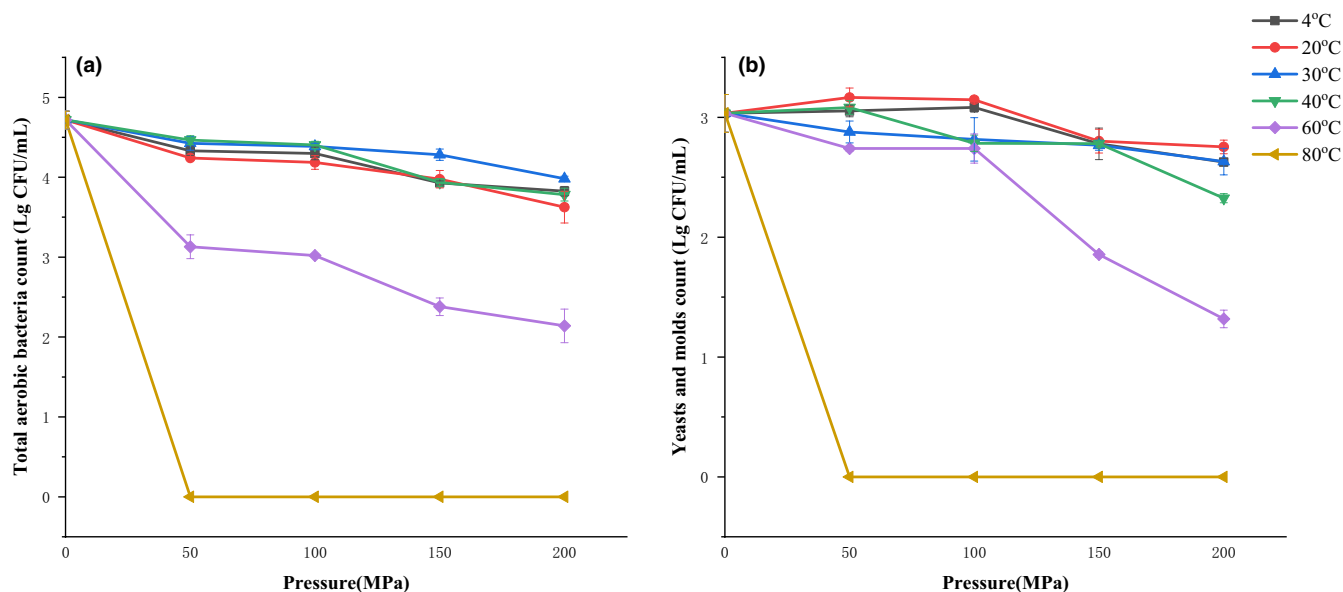 (a)
Total aerobic bacteria count (Lg CFU/mL)
5
4
3
2
1
0
0 50 100 150 200
Pressure(MPa)
(b)
Yeasts and molds count (Lg CFU/mL)
3
2
1
0
0 50 100 150 200
Pressure(MPa)
4°C
20°C
30°C
40°C
60°C
80°C